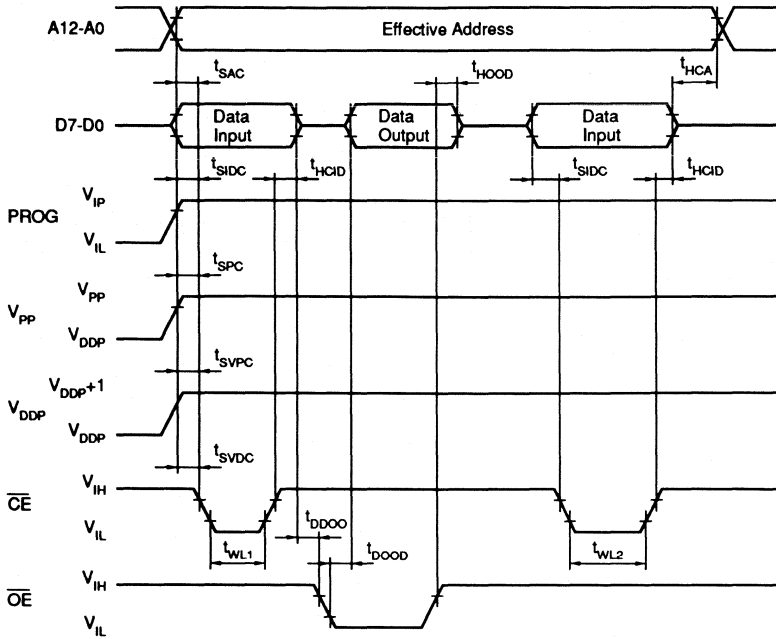 A12-A0
Effective Address
tSAC
tHOOD
tHCA
D7-D0
Data Input
Data Output
Data Input
tSIDC
tHCID
tSIDC
tHCID
PROG
VIP
VIL
tSPC
VPP
VPP
VDDP
tSVPC
VDDP
VDDP+1
VDDP
tSVDC
CE
VIH
VIL
tWL1
tDDOO
tWL2
tDOOD
OE
VIH
VIL